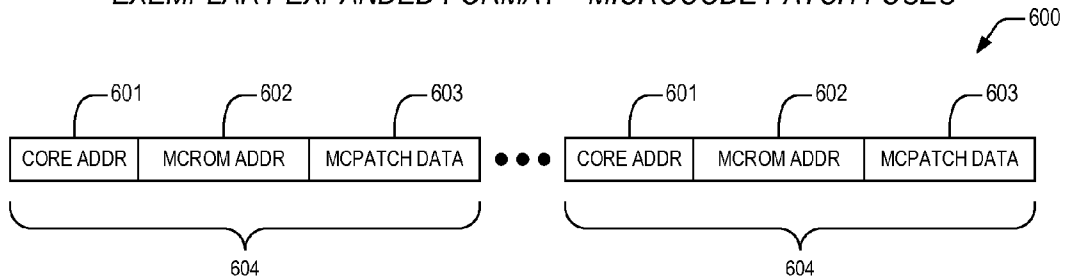 600
601 602 603 601 602 603
CORE ADDR MCROM ADDR MCPATCH DATA ●●● CORE ADDR MCROM ADDR MCPATCH DATA
604 604